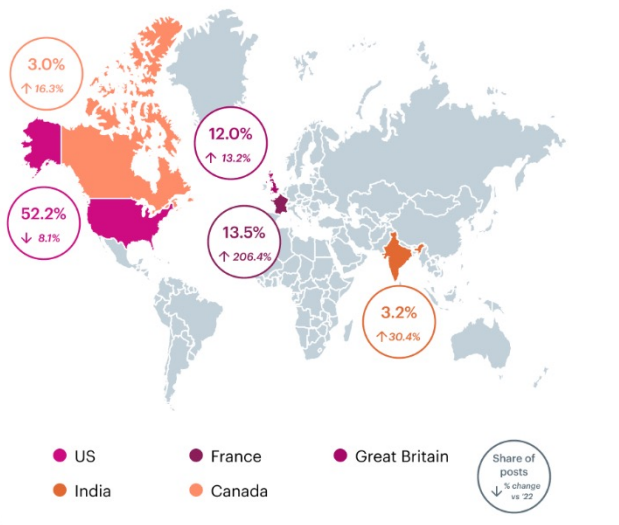 3.0%
↑ 16.3%
12.0%
↑ 13.2%
52.2%
↓ 8.1%
13.5%
↑ 206.4%
3.2%
↑ 30.4%
US
France
Great Britain
India
Canada
Share of
posts
↓ % change
vs '22